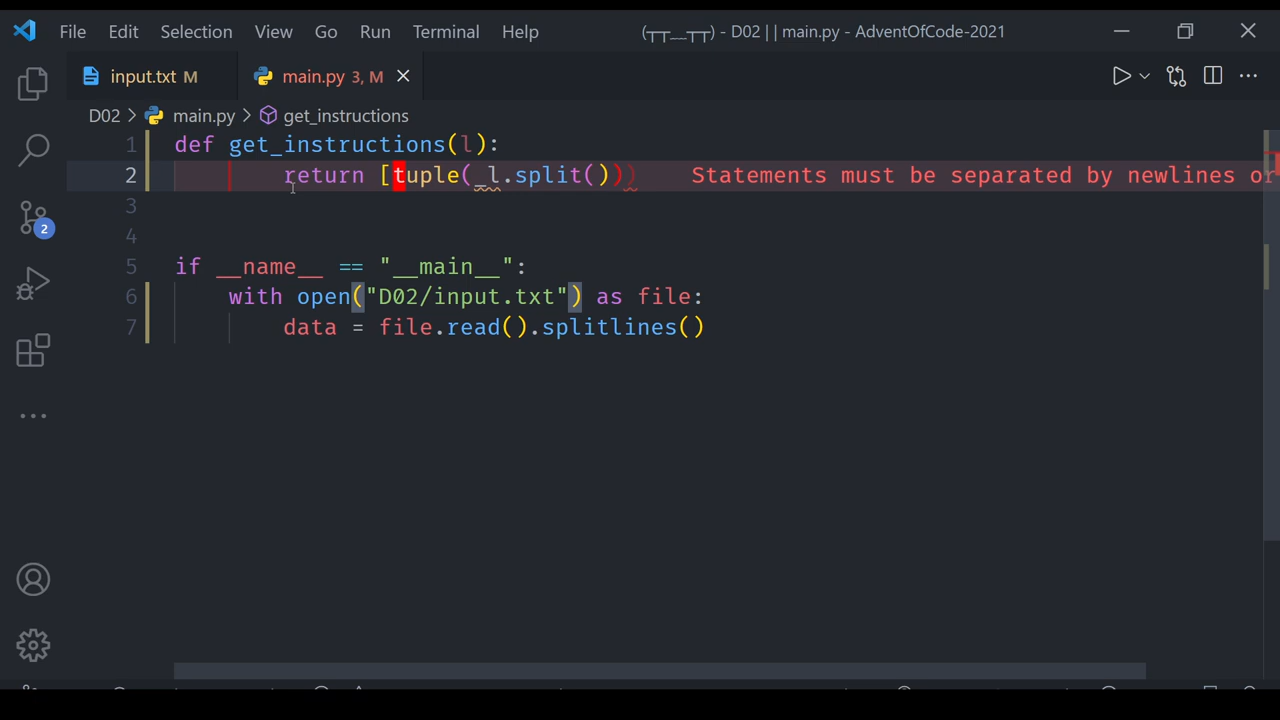 File Edit Selection View Go Run Terminal Help (┬┬__┬┬) - D02 | | main.py - AdventOfCode-2021
input.txt M main.py 3, M
D02 > main.py > get_instructions
1 def get_instructions(l):
2 return [tuple(_l.split())) Statements must be separated by newlines or
3
4
5 if __name__ == "__main__":
6 with open("D02/input.txt") as file:
7 data = file.read().splitlines()
2